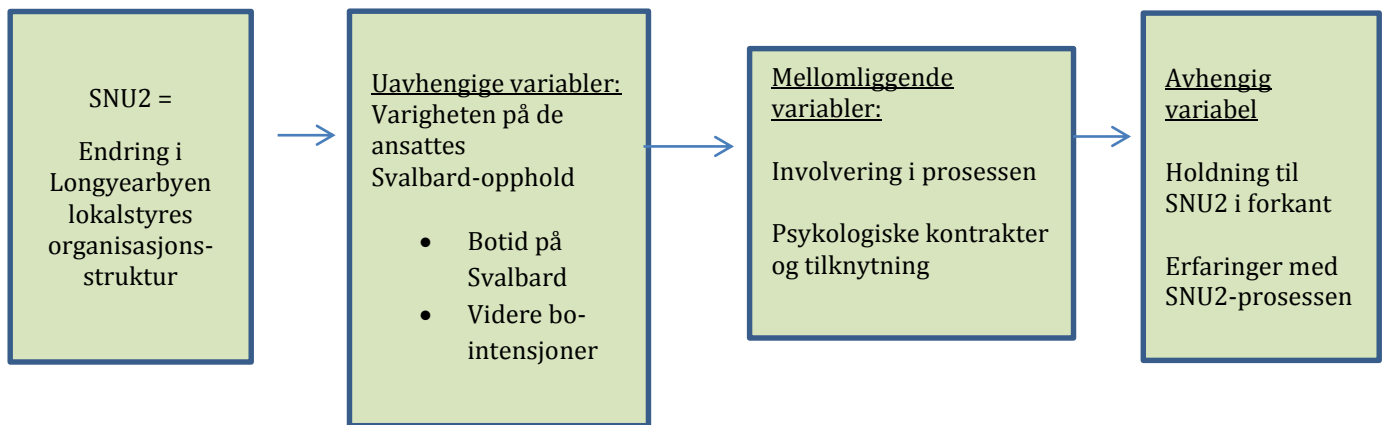 SNU2 =
Endring i
Longyearbyen
lokalstyres
organisasjons-
struktur
Uavhengige variabler:
Varigheten på de
ansattes
Svalbard-opphold
• Botid på
Svalbard
• Videre bo-
intensjoner
Mellomliggende
variabler:
Involvering i prosessen
Psykologiske kontrakter
og tilknytning
Avhengig
variabel
Holdning til
SNU2 i forkant
Erfaringer med
SNU2-prosessen